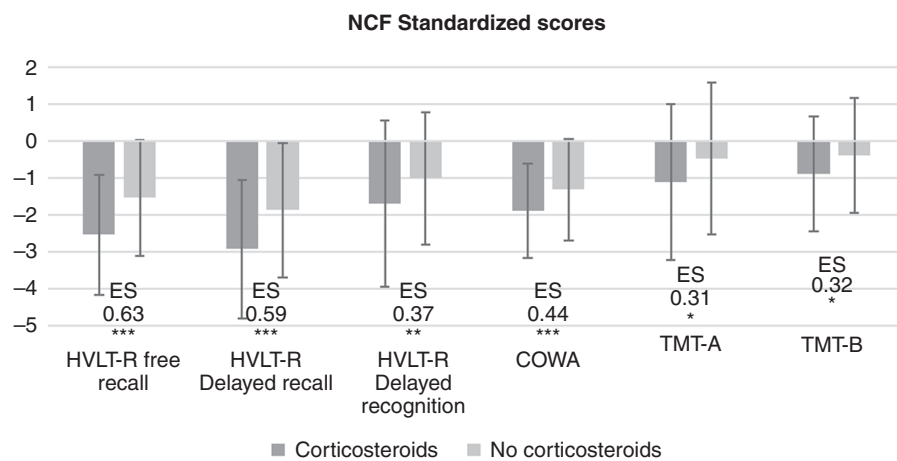 NCF Standardized scores
2
1
0
–1
–2
–3
–4
–5
ES
0.63
***
ES
0.59
***
ES
0.37
**
ES
0.44
***
ES
0.31
*
ES
0.32
*
HVLT-R free
recall
HVLT-R
Delayed recall
HVLT-R
Delayed
recognition
COWA
TMT-A
TMT-B
Corticosteroids
No corticosteroids